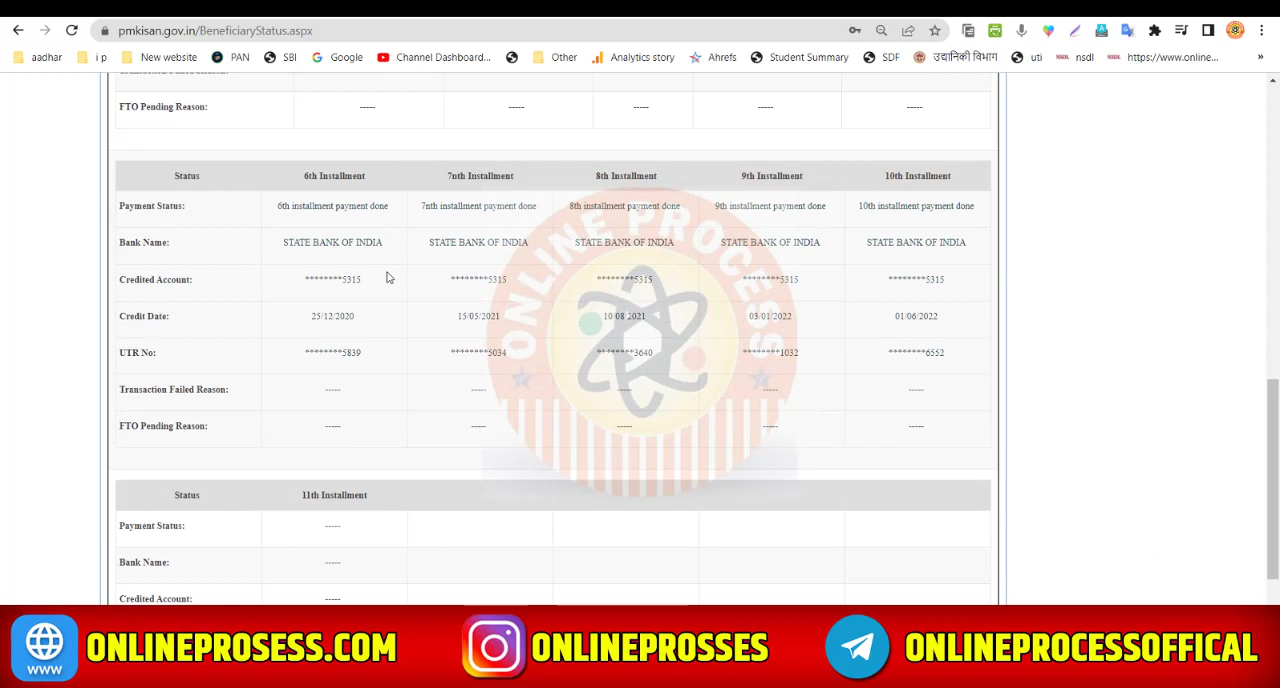 pmkisan.gov.in/BeneficiaryStatus.aspx
aadhar i p New website PAN SBI Google Channel Dashboard... Other Analytics story Ahrefs Student Summary SDF उद्यानिकी विभाग uti NSDL nsdl NSDL https://www.online... »
FTO Pending Reason: ----- ----- ----- ----- -----
Status 6th Installment 7nth Installment 8th Installment 9th Installment 10th Installment
Payment Status: 6th installment payment done 7nth installment payment done 8th installment payment done 9th installment payment done 10th installment payment done
Bank Name: STATE BANK OF INDIA STATE BANK OF INDIA STATE BANK OF INDIA STATE BANK OF INDIA STATE BANK OF INDIA
Credited Account: ********5315 ********5315 ********5315 ********5315 ********5315
Credit Date: 25/12/2020 15/05/2021 10/08/2021 03/01/2022 01/06/2022
UTR No: ********5839 ********5034 ********3640 ********1032 ********6552
Transaction Failed Reason: ----- ----- ----- ----- -----
FTO Pending Reason: ----- ----- ----- ----- -----
ONLINE PROCESS
Status 11th Installment
Payment Status: -----
Bank Name: -----
Credited Account: -----
WWW ONLINEPROSESS.COM ONLINEPROSSES ONLINEPROCESSOFFICAL